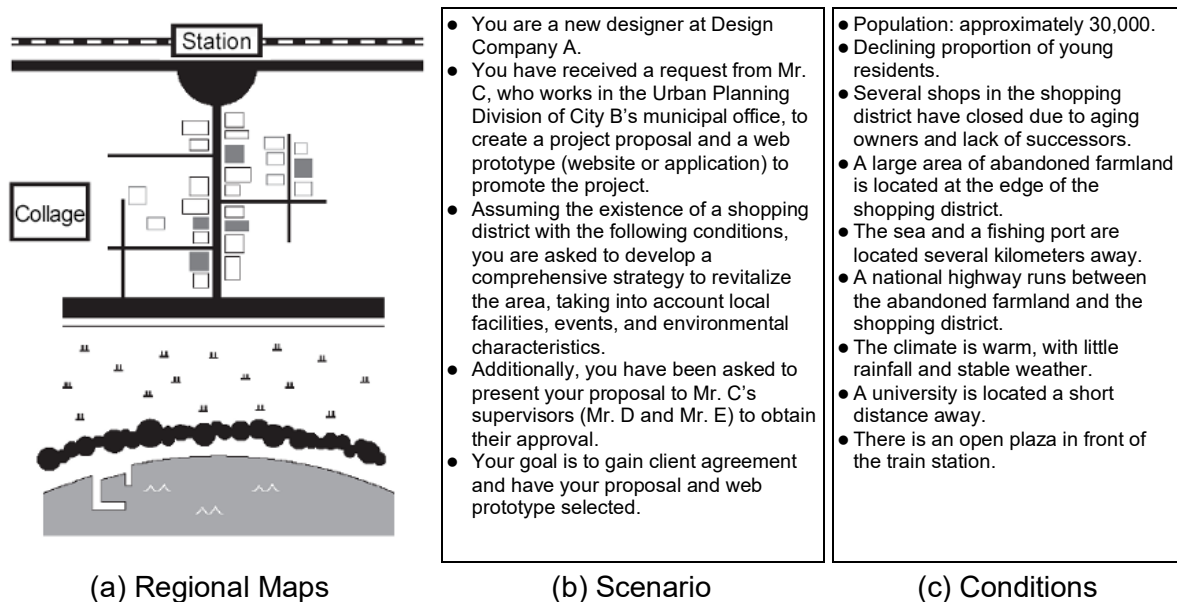 Station
Collage
(a) Regional Maps
● You are a new designer at Design
Company A.
● You have received a request from Mr.
C, who works in the Urban Planning
Division of City B's municipal office, to
create a project proposal and a web
prototype (website or application) to
promote the project.
● Assuming the existence of a shopping
district with the following conditions,
you are asked to develop a
comprehensive strategy to revitalize
the area, taking into account local
facilities, events, and environmental
characteristics.
● Additionally, you have been asked to
present your proposal to Mr. C's
supervisors (Mr. D and Mr. E) to obtain
their approval.
● Your goal is to gain client agreement
and have your proposal and web
prototype selected.
(b) Scenario
● Population: approximately 30,000.
● Declining proportion of young
residents.
● Several shops in the shopping
district have closed due to aging
owners and lack of successors.
● A large area of abandoned farmland
is located at the edge of the
shopping district.
● The sea and a fishing port are
located several kilometers away.
● A national highway runs between
the abandoned farmland and the
shopping district.
● The climate is warm, with little
rainfall and stable weather.
● A university is located a short
distance away.
● There is an open plaza in front of
the train station.
(c) Conditions